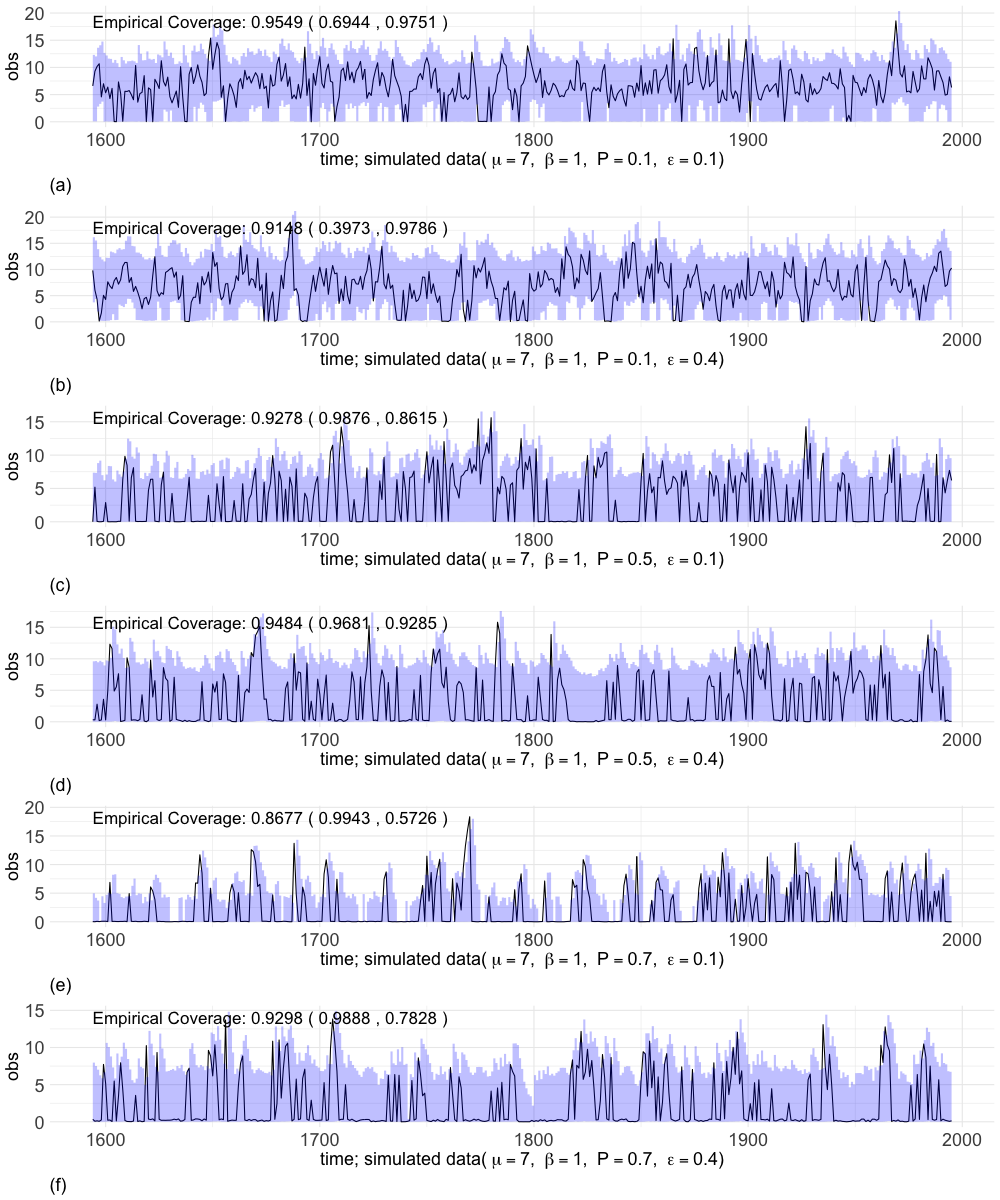 Empirical Coverage: 0.9549 ( 0.6944 , 0.9751 )
obs
20
15
10
5
0
1600 1700 1800 1900 2000
time; simulated data( μ = 7, β = 1, P = 0.1, ε = 0.1)
(a)
Empirical Coverage: 0.9148 ( 0.3973 , 0.9786 )
obs
20
15
10
5
0
1600 1700 1800 1900 2000
time; simulated data( μ = 7, β = 1, P = 0.1, ε = 0.4)
(b)
Empirical Coverage: 0.9278 ( 0.9876 , 0.8615 )
obs
15
10
5
0
1600 1700 1800 1900 2000
time; simulated data( μ = 7, β = 1, P = 0.5, ε = 0.1)
(c)
Empirical Coverage: 0.9484 ( 0.9681 , 0.9285 )
obs
15
10
5
0
1600 1700 1800 1900 2000
time; simulated data( μ = 7, β = 1, P = 0.5, ε = 0.4)
(d)
Empirical Coverage: 0.8677 ( 0.9943 , 0.5726 )
obs
20
15
10
5
0
1600 1700 1800 1900 2000
time; simulated data( μ = 7, β = 1, P = 0.7, ε = 0.1)
(e)
Empirical Coverage: 0.9298 ( 0.9888 , 0.7828 )
obs
15
10
5
0
1600 1700 1800 1900 2000
time; simulated data( μ = 7, β = 1, P = 0.7, ε = 0.4)
(f)